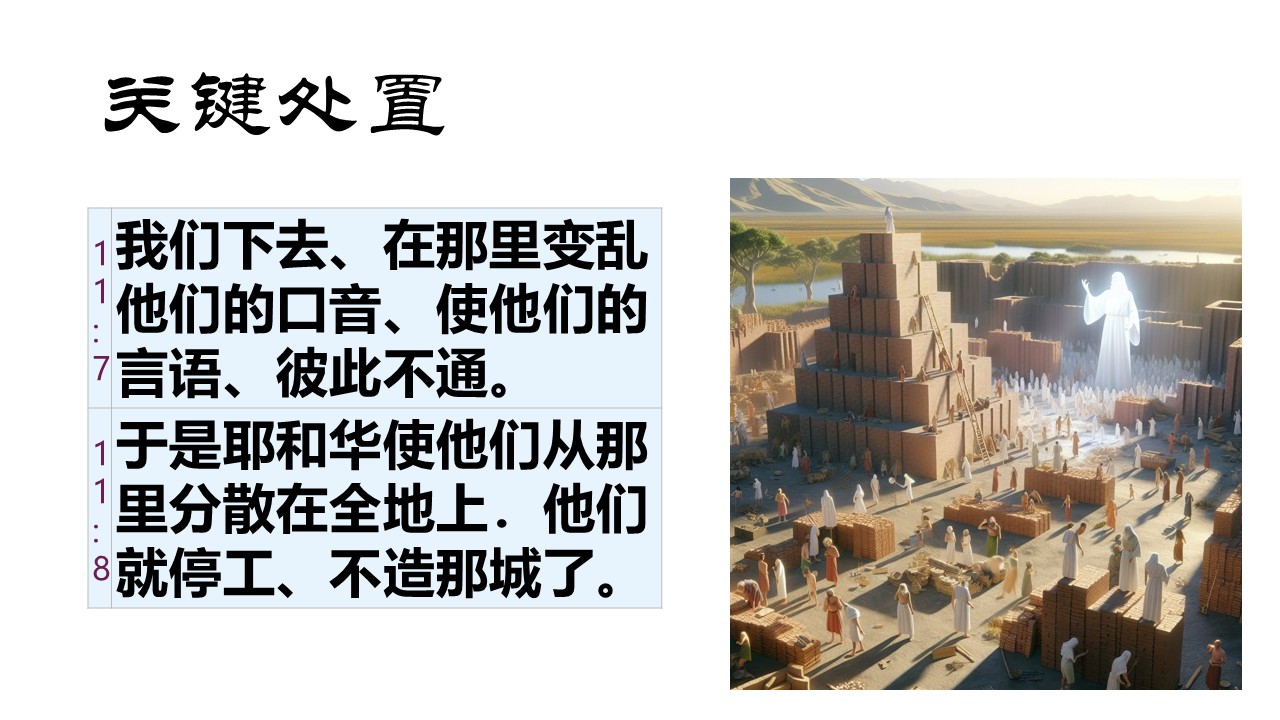 关键处置
11:7
我们下去、在那里变乱
他们的口音、使他们的
言语、彼此不通。
11:8
于是耶和华使他们从那
里分散在全地上．他们
就停工、不造那城了。